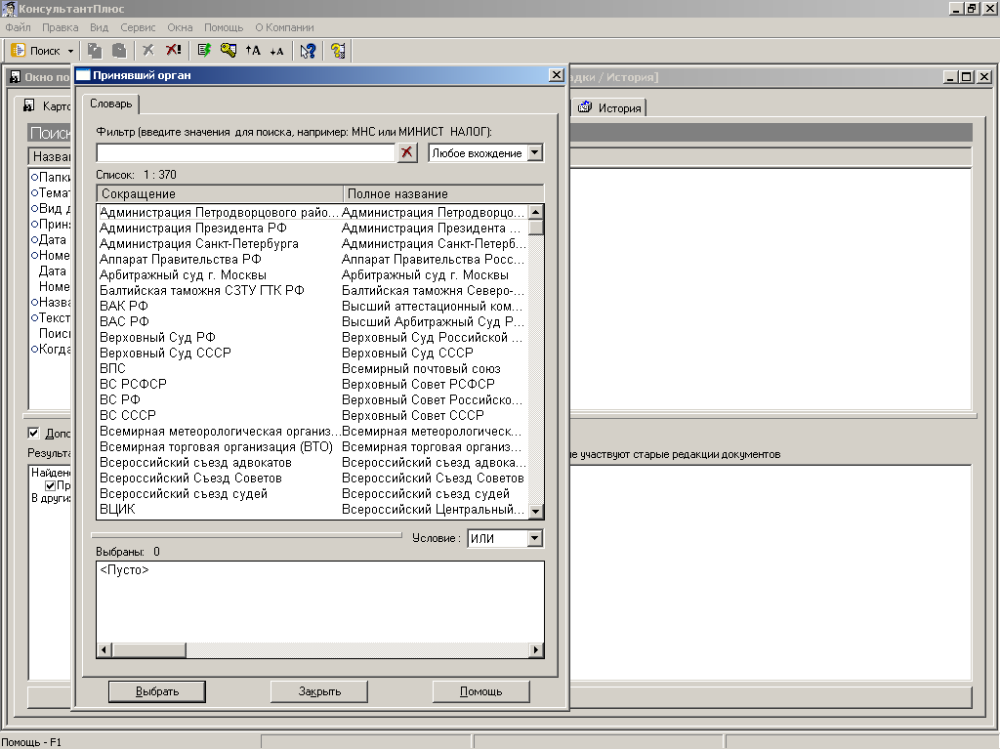 КонсультантПлюс
Файл Правка Вид Сервис Окна Помощь О Компании
Поиск
Окно по
дки / История]
Принявший орган
Карто
История
Словарь
Поиск
Фильтр (введите значения для поиска, например: МНС или МИНИСТ НАЛОГ):
Назва
Любое вхождение
Список: 1 : 370
Сокращение Полное название
Папки
Темат
Вид д
Приня
Дата
Номе
Дата
Номе
Назва
Текст
Поис
Когда
Администрация Петродворцового райо... Администрация Петродворцо...
Администрация Президента РФ Администрация Президента ...
Администрация Санкт-Петербурга Администрация Санкт-Петерб...
Аппарат Правительства РФ Аппарат Правительства Росс...
Арбитражный суд г. Москвы Арбитражный суд г. Москвы
Балтийская таможня СЗТУ ГТК РФ Балтийская таможня Северо-...
ВАК РФ Высший аттестационный ком...
ВАС РФ Высший Арбитражный Суд Р...
Верховный Суд РФ Верховный Суд Российской ...
Верховный Суд СССР Верховный Суд СССР
ВПС Всемирный почтовый союз
ВС РСФСР Верховный Совет РСФСР
ВС РФ Верховный Совет Российско...
ВС СССР Верховный Совет СССР
Всемирная метеорологическая организ... Всемирная метеорологическ...
Всемирная торговая организация (ВТО) Всемирная торговая организ...
Всероссийский съезд адвокатов Всероссийский съезд адвока...
Всероссийский Съезд Советов Всероссийский Съезд Советов
Всероссийский съезд судей Всероссийский съезд судей
ВЦИК Всероссийский Центральный...
Допо
Результа
ие участвуют старые редакции документов
Найдено
Пр
В других
Условие : ИЛИ
Выбраны: 0
<Пусто>
Выбрать Закрыть Помощь
Помощь - F1